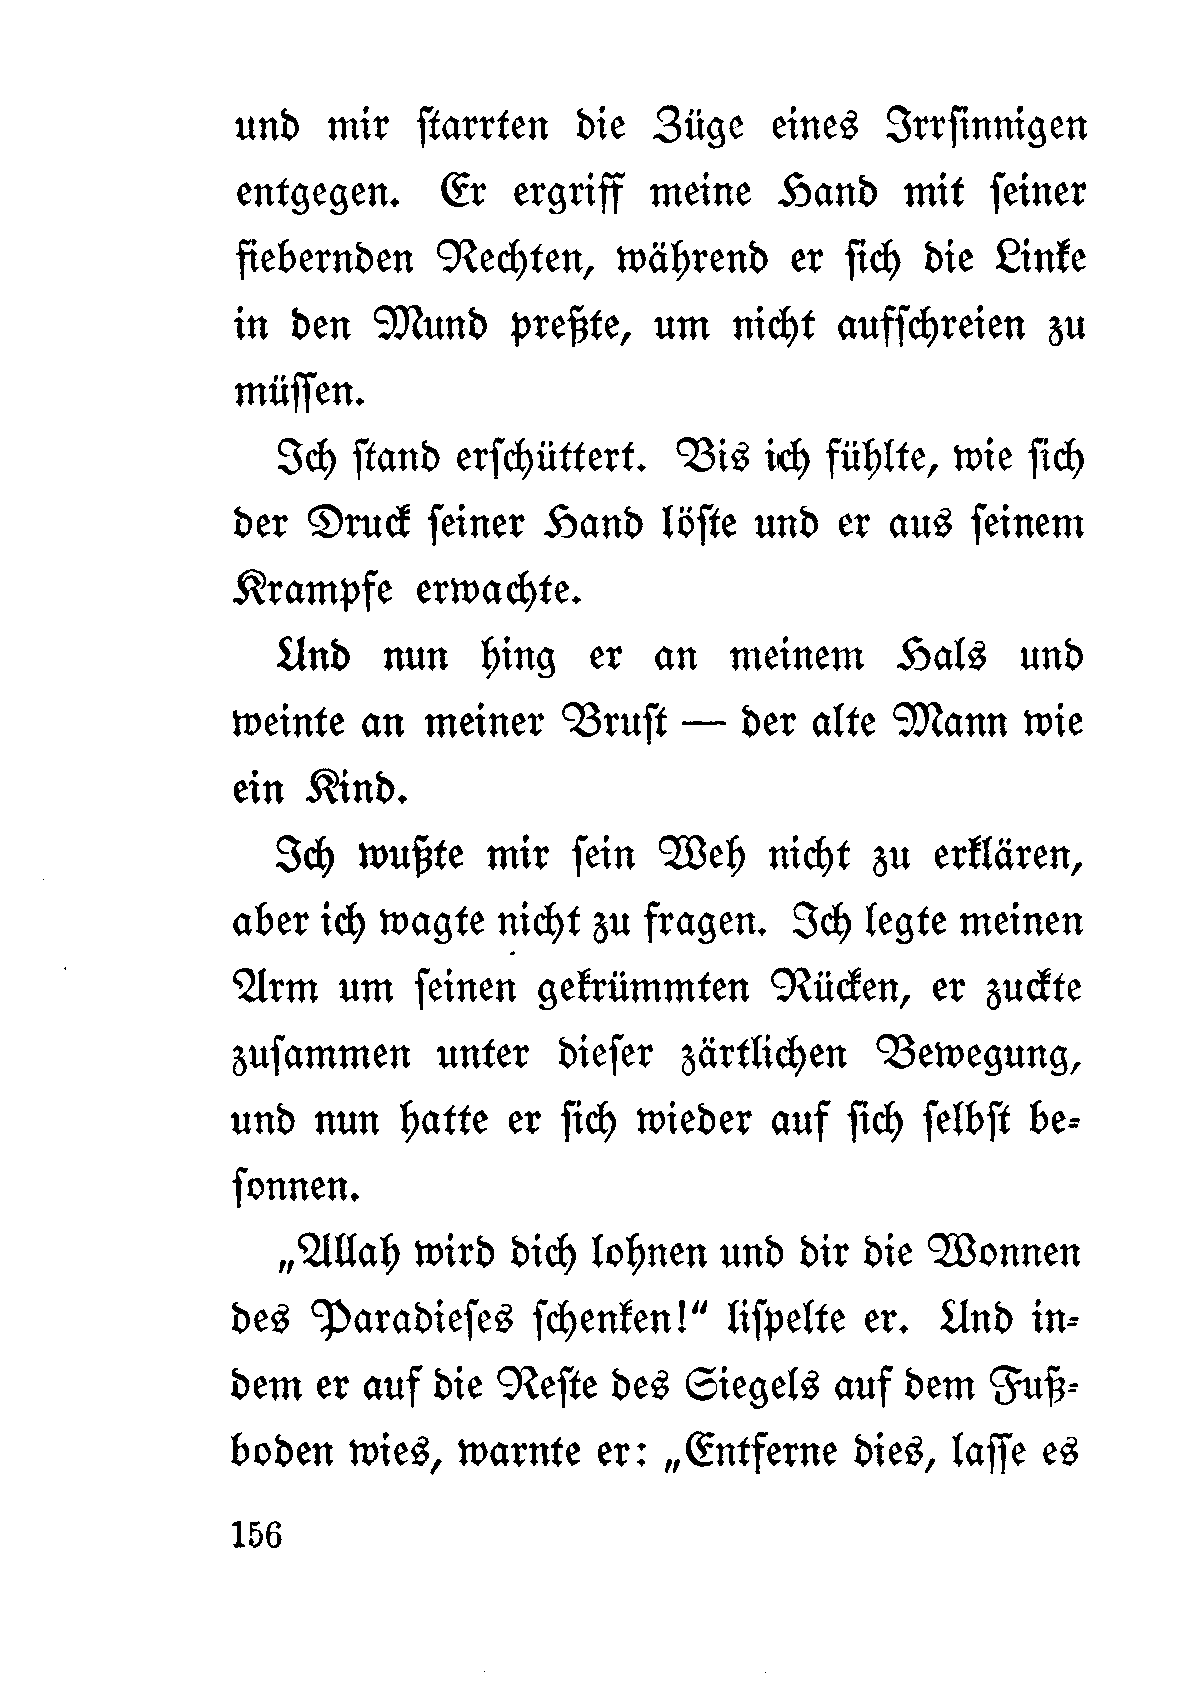 und mir ſtarrten die Züge eines Irrſinnigen
entgegen. Er ergriff meine Hand mit ſeiner
fiebernden Rechten, während er ſich die Linke
in den Mund preßte, um nicht aufſchreien zu
müſſen.
Ich ſtand erſchüttert. Bis ich fühlte, wie ſich
der Druck ſeiner Hand löſte und er aus ſeinem
Krampfe erwachte.
Und nun hing er an meinem Hals und
weinte an meiner Bruſt — der alte Mann wie
ein Kind.
Ich wußte mir ſein Weh nicht zu erklären,
aber ich wagte nicht zu fragen. Ich legte meinen
Arm um ſeinen gekrümmten Rücken, er zuckte
zuſammen unter dieſer zärtlichen Bewegung,
und nun hatte er ſich wieder auf ſich ſelbſt be⸗
ſonnen.
„Allah wird dich lohnen und dir die Wonnen
des Paradieſes ſchenken!“ liſpelte er. Und in⸗
dem er auf die Reſte des Siegels auf dem Fuß⸗
boden wies, warnte er: „Entferne dies, laſſe es
156